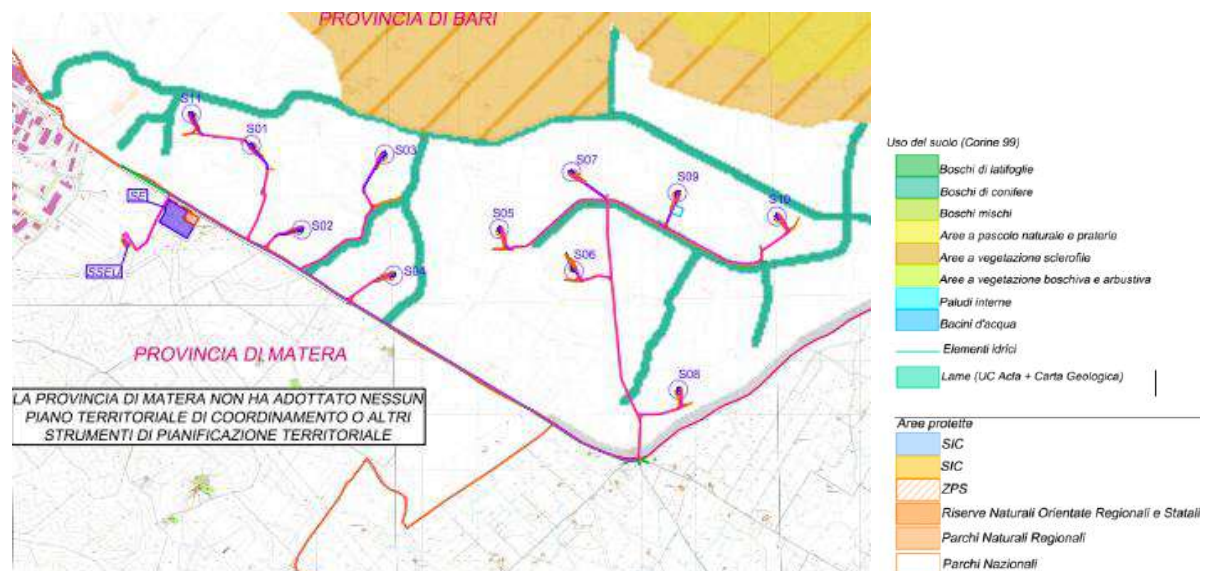 PROVINCIA DI BARI
S11
S01
S03
S07
S09
S10
S02
S05
S06
S04
S08
SE
SSEU
PROVINCIA DI MATERA
LA PROVINCIA DI MATERA NON HA ADOTTATO NESSUN
PIANO TERRITORIALE DI COORDINAMENTO O ALTRI
STRUMENTI DI PIANIFICAZIONE TERRITORIALE
Uso del suolo (Corine 99)
Boschi di latifoglie
Boschi di conifere
Boschi mischi
Aree a pascolo naturale e praterie
Aree a vegetazione sclerofile
Aree a vegetazione boschiva e arbustiva
Paludi interne
Bacini d'acqua
Elementi idrici
Lame (UC Acla + Carta Geologica)
Aree protette
SIC
SIC
ZPS
Riserve Naturali Orientate Regionali e Statali
Parchi Naturali Regionali
Parchi Nazionali